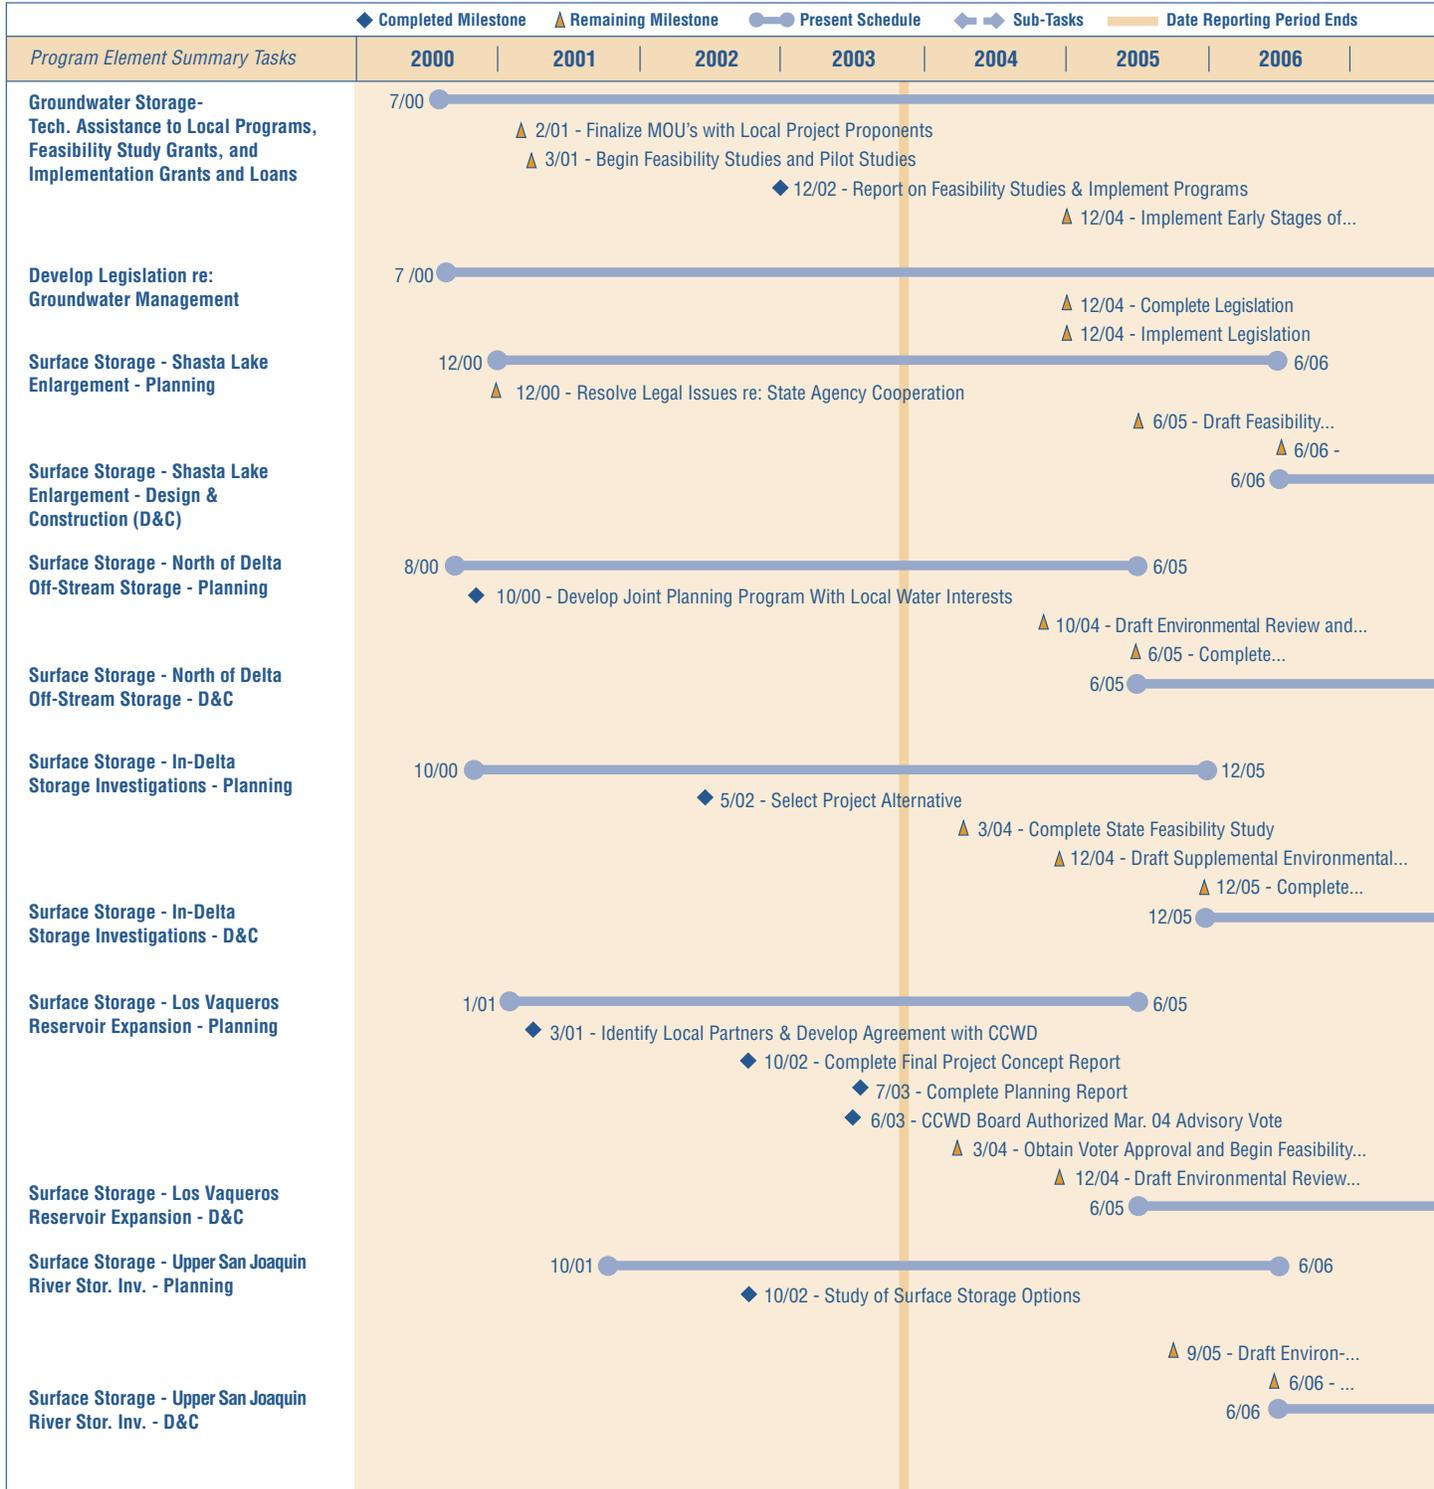 Completed Milestone Remaining Milestone Present Schedule Sub-Tasks Date Reporting Period Ends
Program Element Summary Tasks 2000 2001 2002 2003 2004 2005 2006
Groundwater Storage-
Tech. Assistance to Local Programs,
Feasibility Study Grants, and
Implementation Grants and Loans
7/00
2/01 - Finalize MOU's with Local Project Proponents
3/01 - Begin Feasibility Studies and Pilot Studies
12/02 - Report on Feasibility Studies & Implement Programs
12/04 - Implement Early Stages of...
Develop Legislation re:
Groundwater Management
7 /00
12/04 - Complete Legislation
12/04 - Implement Legislation
Surface Storage - Shasta Lake
Enlargement - Planning
12/00 6/06
12/00 - Resolve Legal Issues re: State Agency Cooperation
6/05 - Draft Feasibility...
6/06 -
Surface Storage - Shasta Lake
Enlargement - Design &
Construction (D&C)
6/06
Surface Storage - North of Delta
Off-Stream Storage - Planning
8/00 6/05
10/00 - Develop Joint Planning Program With Local Water Interests
10/04 - Draft Environmental Review and...
6/05 - Complete...
Surface Storage - North of Delta
Off-Stream Storage - D&C
6/05
Surface Storage - In-Delta
Storage Investigations - Planning
10/00 12/05
5/02 - Select Project Alternative
3/04 - Complete State Feasibility Study
12/04 - Draft Supplemental Environmental...
12/05 - Complete...
Surface Storage - In-Delta
Storage Investigations - D&C
12/05
Surface Storage - Los Vaqueros
Reservoir Expansion - Planning
1/01 6/05
3/01 - Identify Local Partners & Develop Agreement with CCWD
10/02 - Complete Final Project Concept Report
7/03 - Complete Planning Report
6/03 - CCWD Board Authorized Mar. 04 Advisory Vote
3/04 - Obtain Voter Approval and Begin Feasibility...
12/04 - Draft Environmental Review...
Surface Storage - Los Vaqueros
Reservoir Expansion - D&C
6/05
Surface Storage - Upper San Joaquin
River Stor. Inv. - Planning
10/01 6/06
10/02 - Study of Surface Storage Options
9/05 - Draft Environ-...
6/06 - ...
Surface Storage - Upper San Joaquin
River Stor. Inv. - D&C
6/06